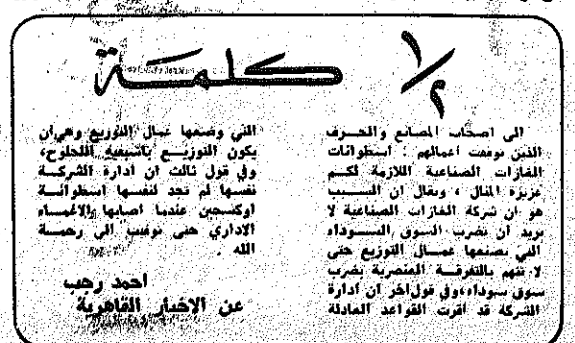 ١/٢ كلمة
الى اصحاب المصانع والحرف
الذين توقفت اعمالهم : اسطوانات
الغازات الصناعية اللازمة لكم
عزيزة المنال ، ويقال ان السبب
هو ان شركة الغازات الصناعية لا
تريد ان تضرب السوق السوداء
التي يصنعها عمال التوزيع حتى
لا تتهم بالتفرقة العنصرية بضرب
سوق سوداء،وفي قول آخر ان ادارة
الشركة قد اقرت القواعد العادلة
التي وضعها عمال التوزيع وهي ان
يكون التوزيع باسبقية اللحلوح،
وفي قول ثالث ان ادارة الشركة
نفسها لم تجد لنفسها اسطوانة
اوكسجين عندما اصابها الاغماء
الاداري حتى توفيت الى رحمة
الله .
احمد رجب
عن الاخبار القاهرية